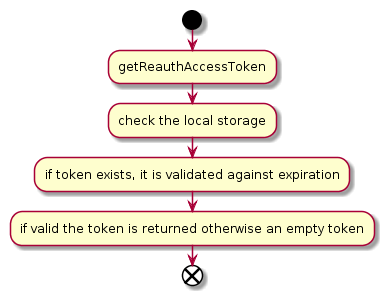 getReauthAccessToken
check the local storage
if token exists, it is validated against expiration
if valid the token is returned otherwise an empty token